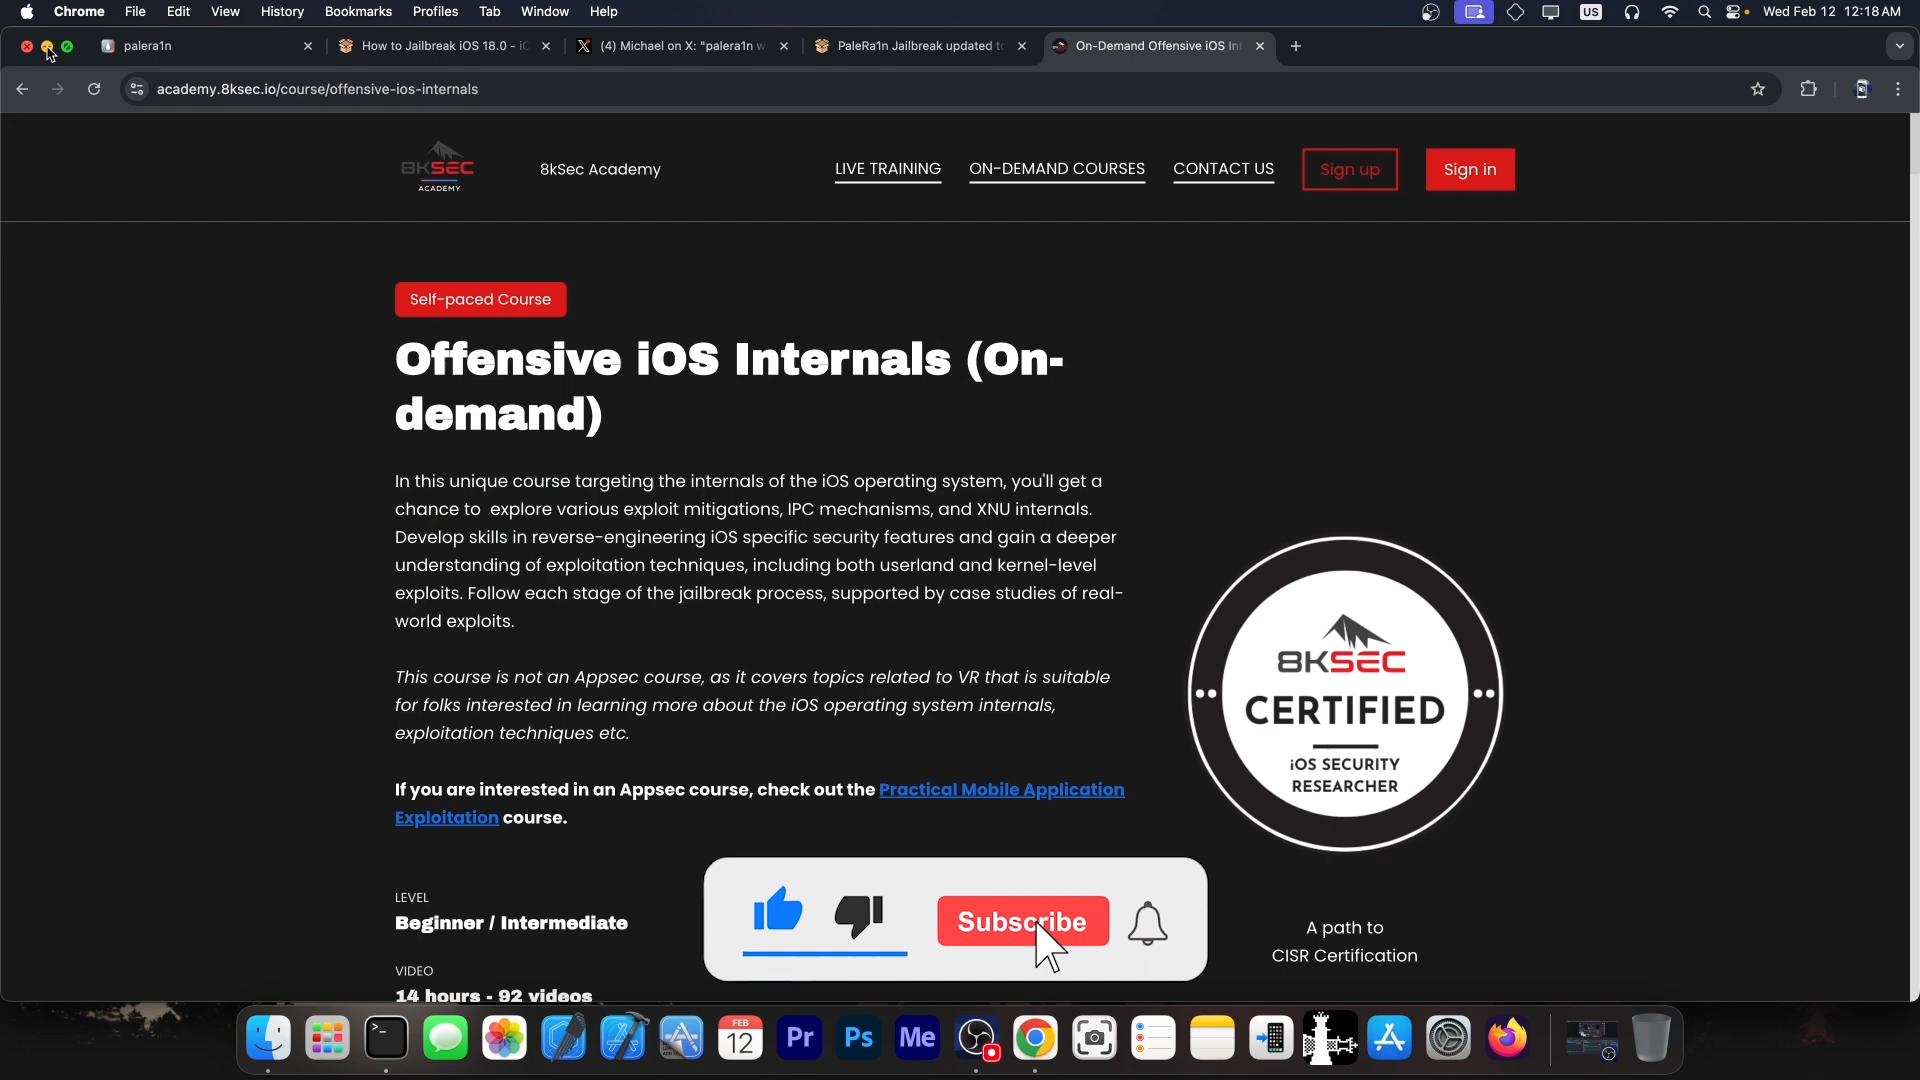 Chrome File Edit View History Bookmarks Profiles Tab Window Help US Wed Feb 12 12:18 AM
palera1n How to Jailbreak iOS 18.0 - iO (4) Michael on X: "palera1n w PaleRa1n Jailbreak updated to On-Demand Offensive iOS Int
academy.8ksec.io/course/offensive-ios-internals
8KSEC
ACADEMY
8kSec Academy LIVE TRAINING ON-DEMAND COURSES CONTACT US Sign up Sign in
Self-paced Course
Offensive iOS Internals (On-
demand)
In this unique course targeting the internals of the iOS operating system, you'll get a
chance to explore various exploit mitigations, IPC mechanisms, and XNU internals.
Develop skills in reverse-engineering iOS specific security features and gain a deeper
understanding of exploitation techniques, including both userland and kernel-level
exploits. Follow each stage of the jailbreak process, supported by case studies of real-
world exploits.
This course is not an Appsec course, as it covers topics related to VR that is suitable
for folks interested in learning more about the iOS operating system internals,
exploitation techniques etc.
If you are interested in an Appsec course, check out the Practical Mobile Application
Exploitation course.
8KSEC
CERTIFIED
iOS SECURITY
RESEARCHER
A path to
CISR Certification
LEVEL
Beginner / Intermediate
VIDEO
14 hours - 92 videos
Subscribe
FEB
12
Pr Ps Me